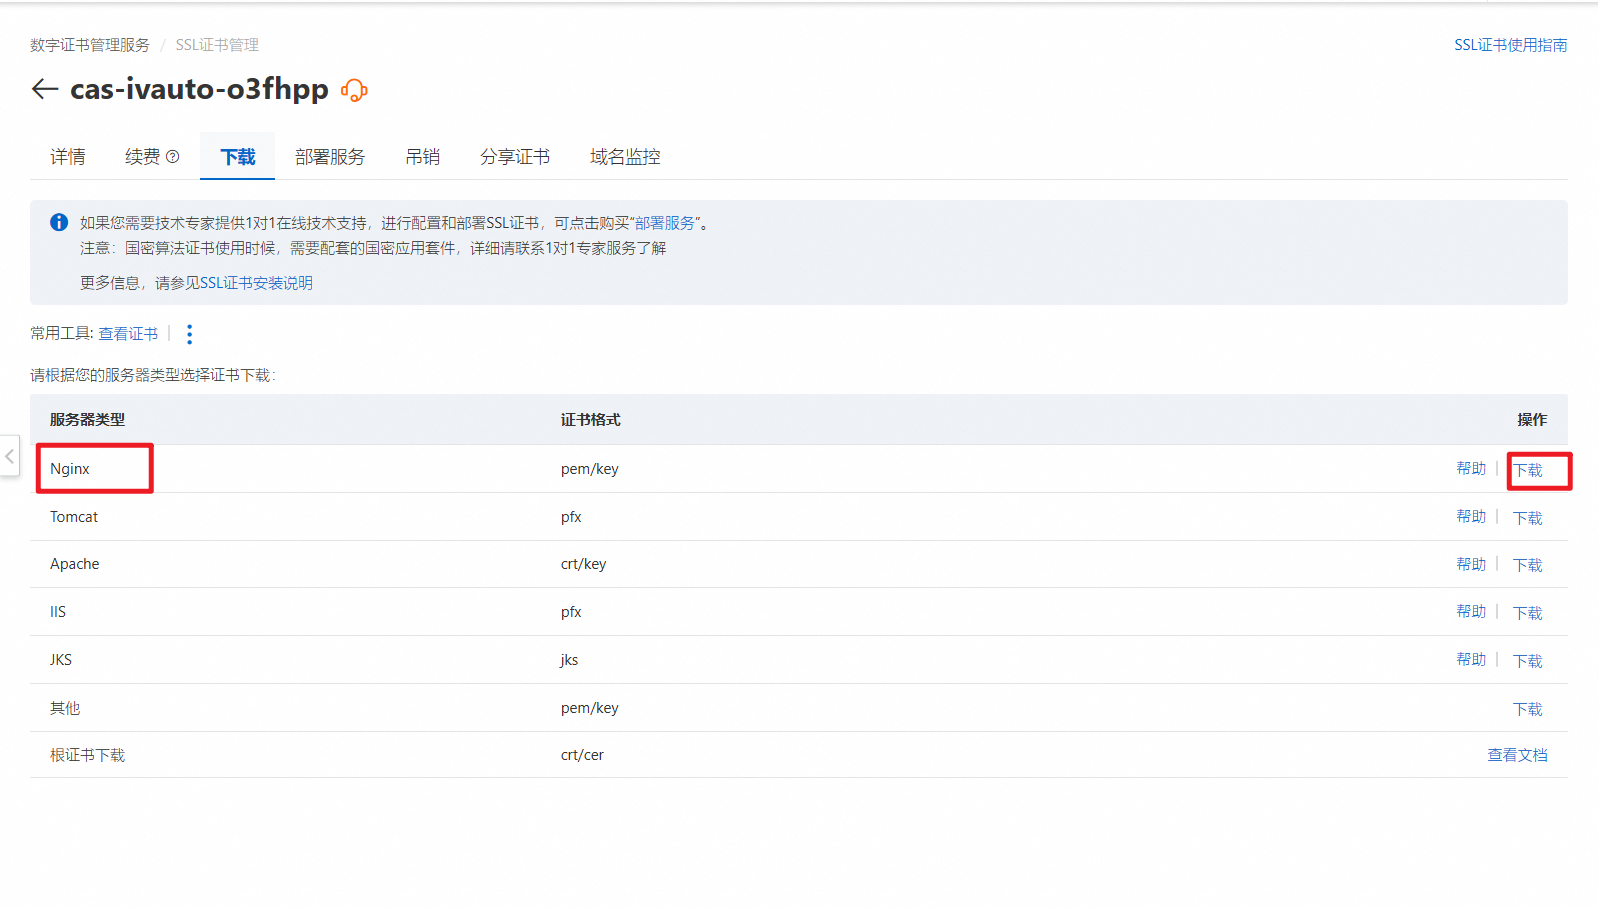 数字证书管理服务 / SSL证书管理
SSL证书使用指南
cas-ivauto-o3fhpp
详情 续费 下载 部署服务 吊销 分享证书 域名监控
如果您需要技术专家提供1对1在线技术支持，进行配置和部署SSL证书，可点击购买“部署服务”。
注意：国密算法证书使用时候，需要配套的国密应用套件，详细请联系1对1专家服务了解
更多信息，请参见SSL证书安装说明
常用工具: 查看证书
请根据您的服务器类型选择证书下载：
服务器类型 证书格式 操作
Nginx pem/key 帮助 下载
Tomcat pfx 帮助 下载
Apache crt/key 帮助 下载
IIS pfx 帮助 下载
JKS jks 帮助 下载
其他 pem/key 下载
根证书下载 crt/cer 查看文档